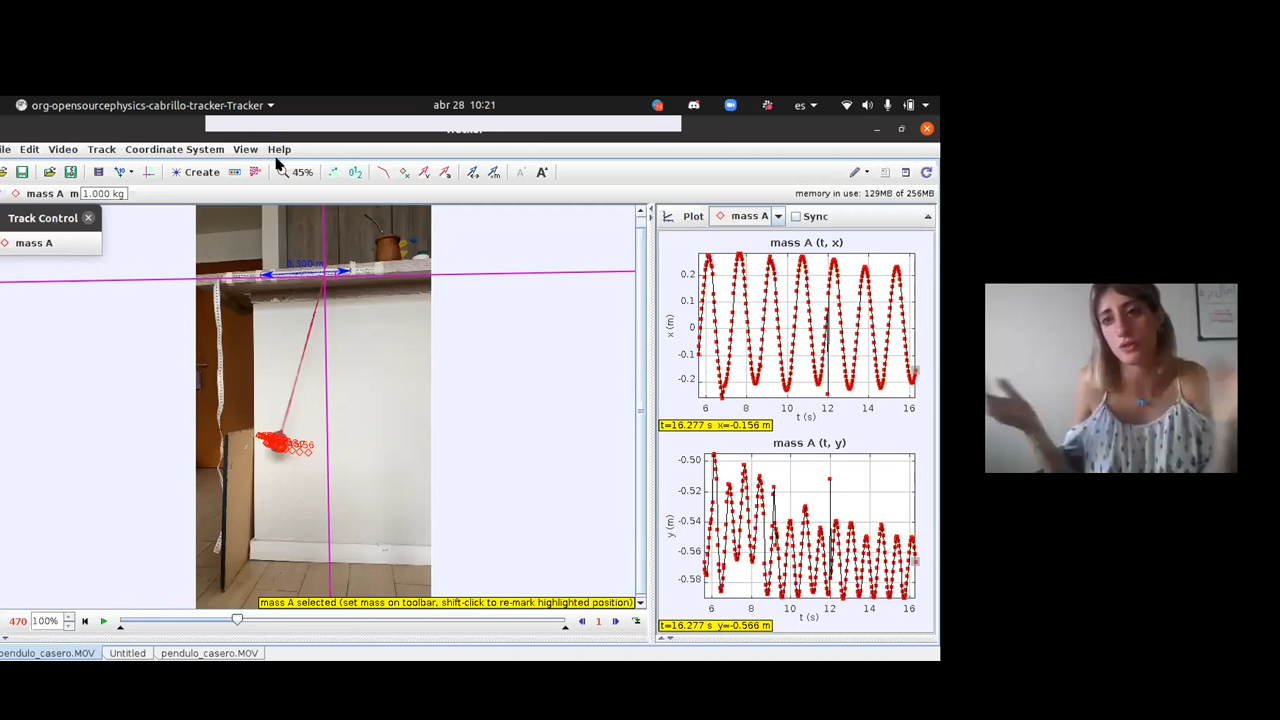 org-opensourcephysics-cabrillo-tracker-Tracker
abr 28 10:21
es
ile Edit Video Track Coordinate System View Help
Create
45%
mass A m 1.000 kg
memory in use: 129MB of 256MB
Track Control
mass A
0.300 m
Plot mass A Sync
mass A (t, x)
0.2
0.1
0
-0.1
-0.2
x (m)
6 8 10 12 14 16
t (s)
t=16.277 s x=-0.156 m
mass A (t, y)
-0.50
-0.52
-0.54
-0.56
-0.58
y (m)
6 8 10 12 14 16
t (s)
t=16.277 s y=-0.566 m
mass A selected (set mass on toolbar, shift-click to re-mark highlighted position)
470 100%
1
pendulo_casero.MOV Untitled pendulo_casero.MOV